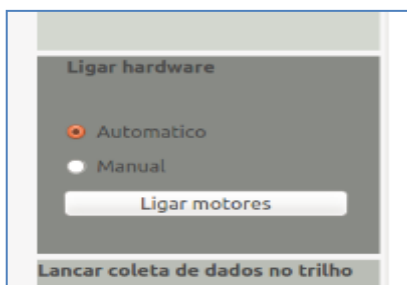 Ligar hardware
Automatico
Manual
Ligar motores
Lancar coleta de dados no trilho